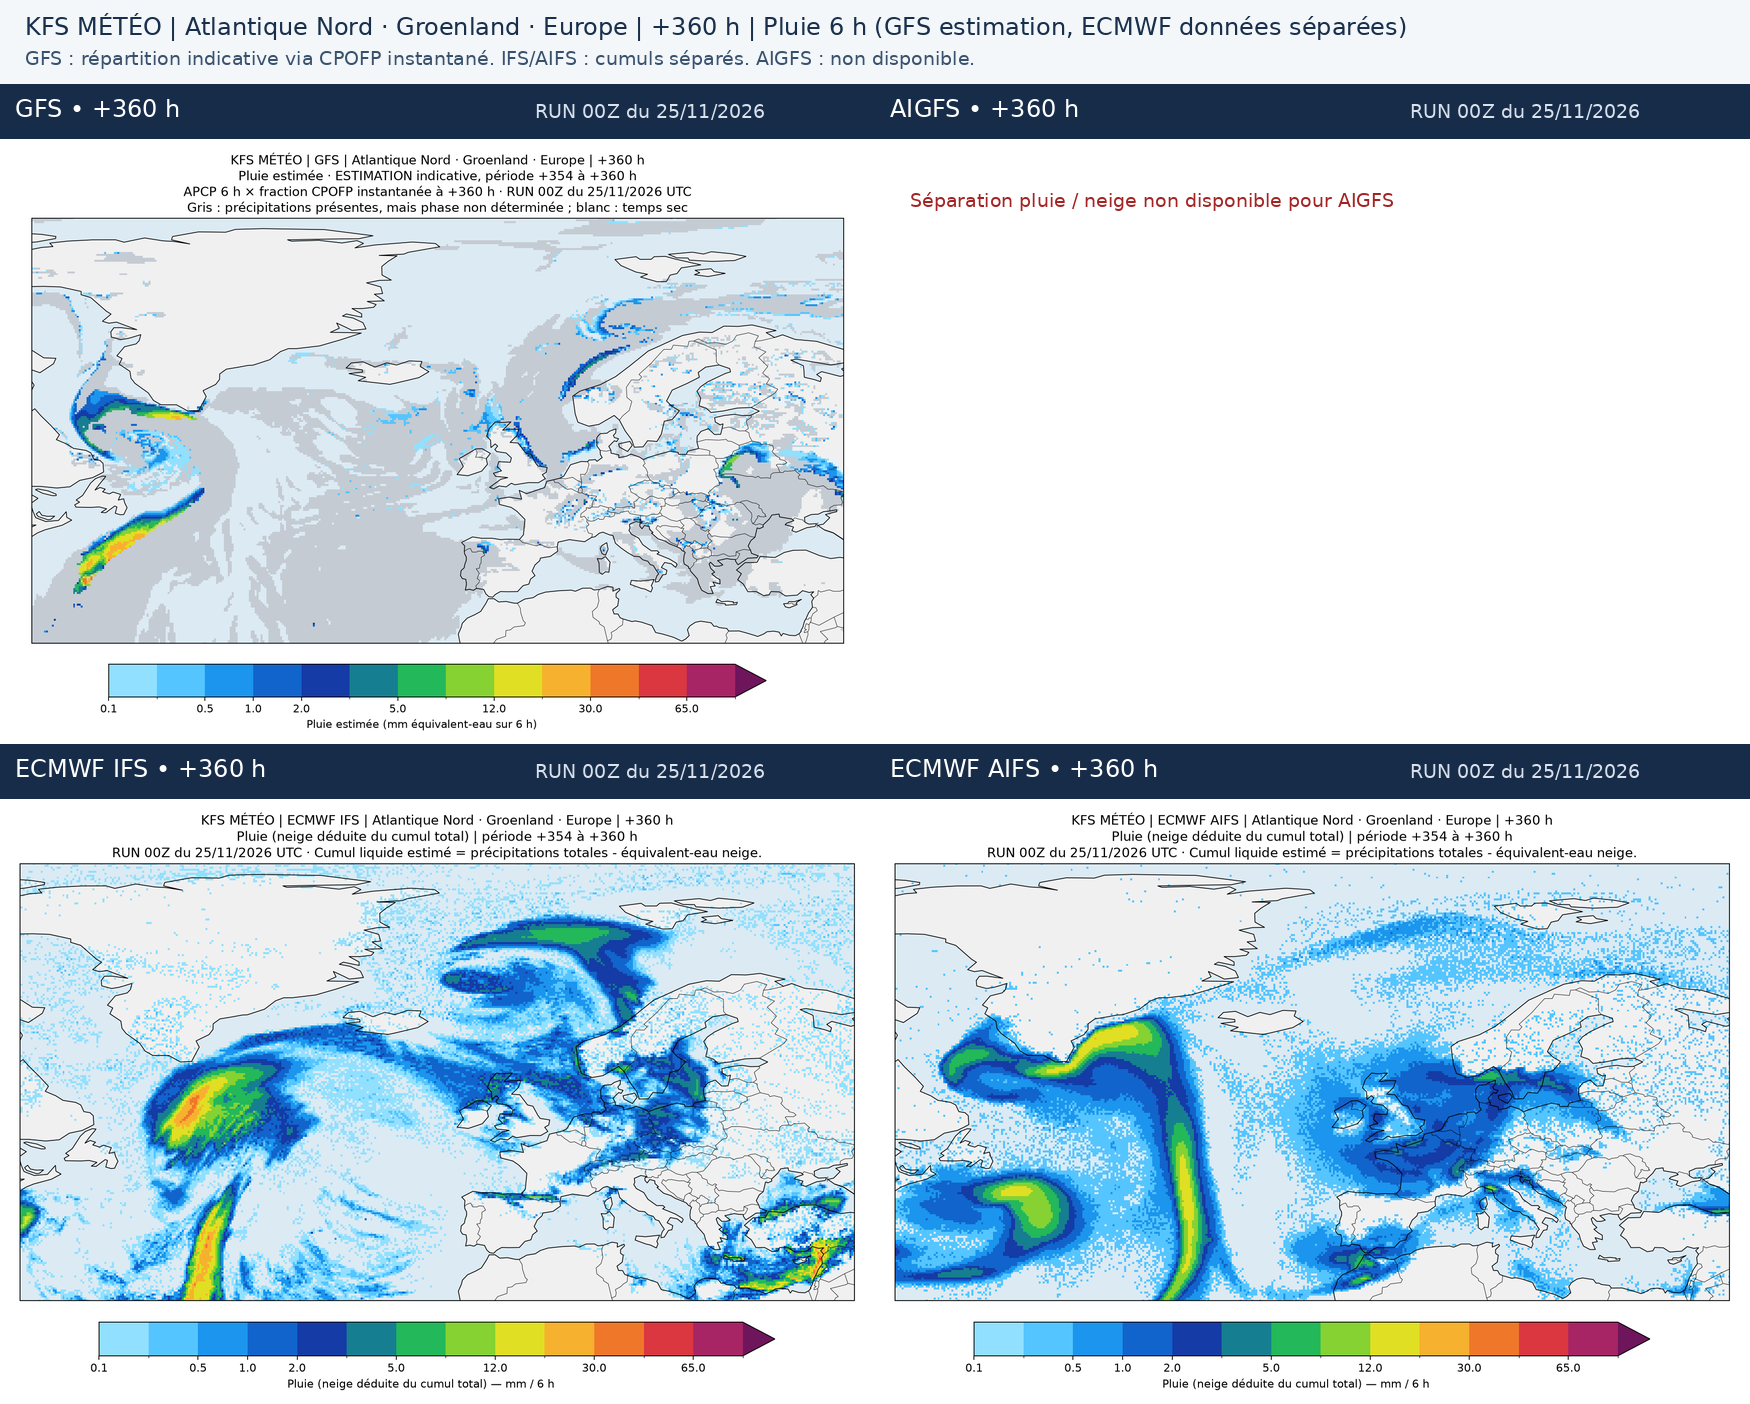 KFS MÉTÉO | Atlantique Nord · Groenland · Europe | +360 h | Pluie 6 h (GFS estimation, ECMWF données séparées)
GFS : répartition indicative via CPOFP instantané. IFS/AIFS : cumuls séparés. AIGFS : non disponible.
GFS • +360 h
RUN 00Z du 25/11/2026
KFS MÉTÉO | GFS | Atlantique Nord · Groenland · Europe | +360 h
Pluie estimée · ESTIMATION indicative, période +354 à +360 h
APCP 6 h × fraction CPOFP instantanée à +360 h · RUN 00Z du 25/11/2026 UTC
Gris : précipitations présentes, mais phase non déterminée ; blanc : temps sec
0.1 0.5 1.0 2.0 5.0 12.0 30.0 65.0
Pluie estimée (mm équivalent-eau sur 6 h)
AIGFS • +360 h
RUN 00Z du 25/11/2026
Séparation pluie / neige non disponible pour AIGFS
ECMWF IFS • +360 h
RUN 00Z du 25/11/2026
KFS MÉTÉO | ECMWF IFS | Atlantique Nord · Groenland · Europe | +360 h
Pluie (neige déduite du cumul total) | période +354 à +360 h
RUN 00Z du 25/11/2026 UTC · Cumul liquide estimé = précipitations totales - équivalent-eau neige.
0.1 0.5 1.0 2.0 5.0 12.0 30.0 65.0
Pluie (neige déduite du cumul total) — mm / 6 h
ECMWF AIFS • +360 h
RUN 00Z du 25/11/2026
KFS MÉTÉO | ECMWF AIFS | Atlantique Nord · Groenland · Europe | +360 h
Pluie (neige déduite du cumul total) | période +354 à +360 h
RUN 00Z du 25/11/2026 UTC · Cumul liquide estimé = précipitations totales - équivalent-eau neige.
0.1 0.5 1.0 2.0 5.0 12.0 30.0 65.0
Pluie (neige déduite du cumul total) — mm / 6 h